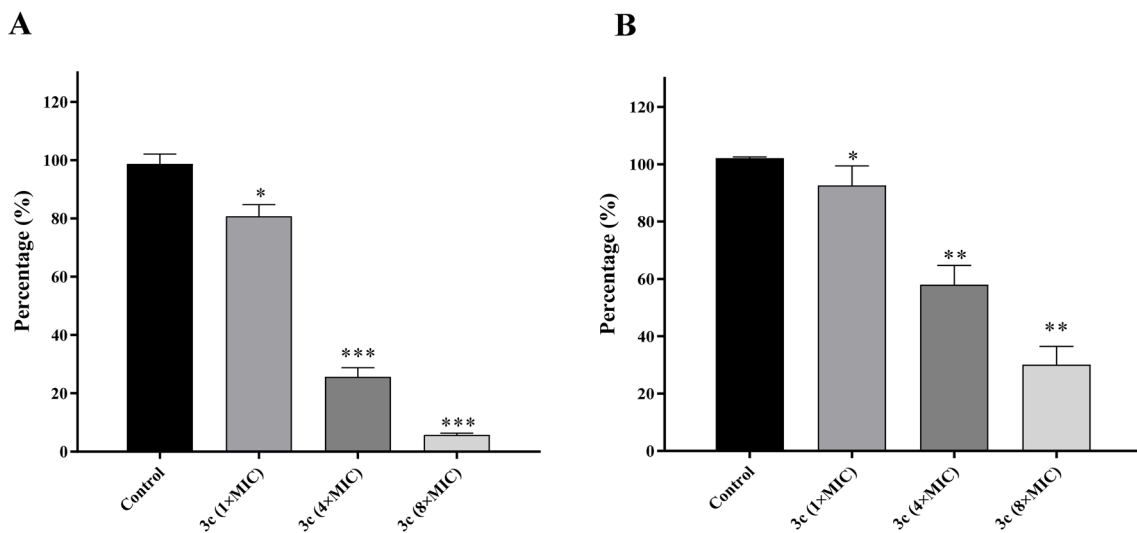 A
Percentage (%)
120
100
80
60
40
20
0
*
***
***
Control
3c (1×MIC)
3c (4×MIC)
3c (8×MIC)
B
Percentage (%)
120
100
80
60
40
20
0
*
**
**
Control
3c (1×MIC)
3c (4×MIC)
3c (8×MIC)